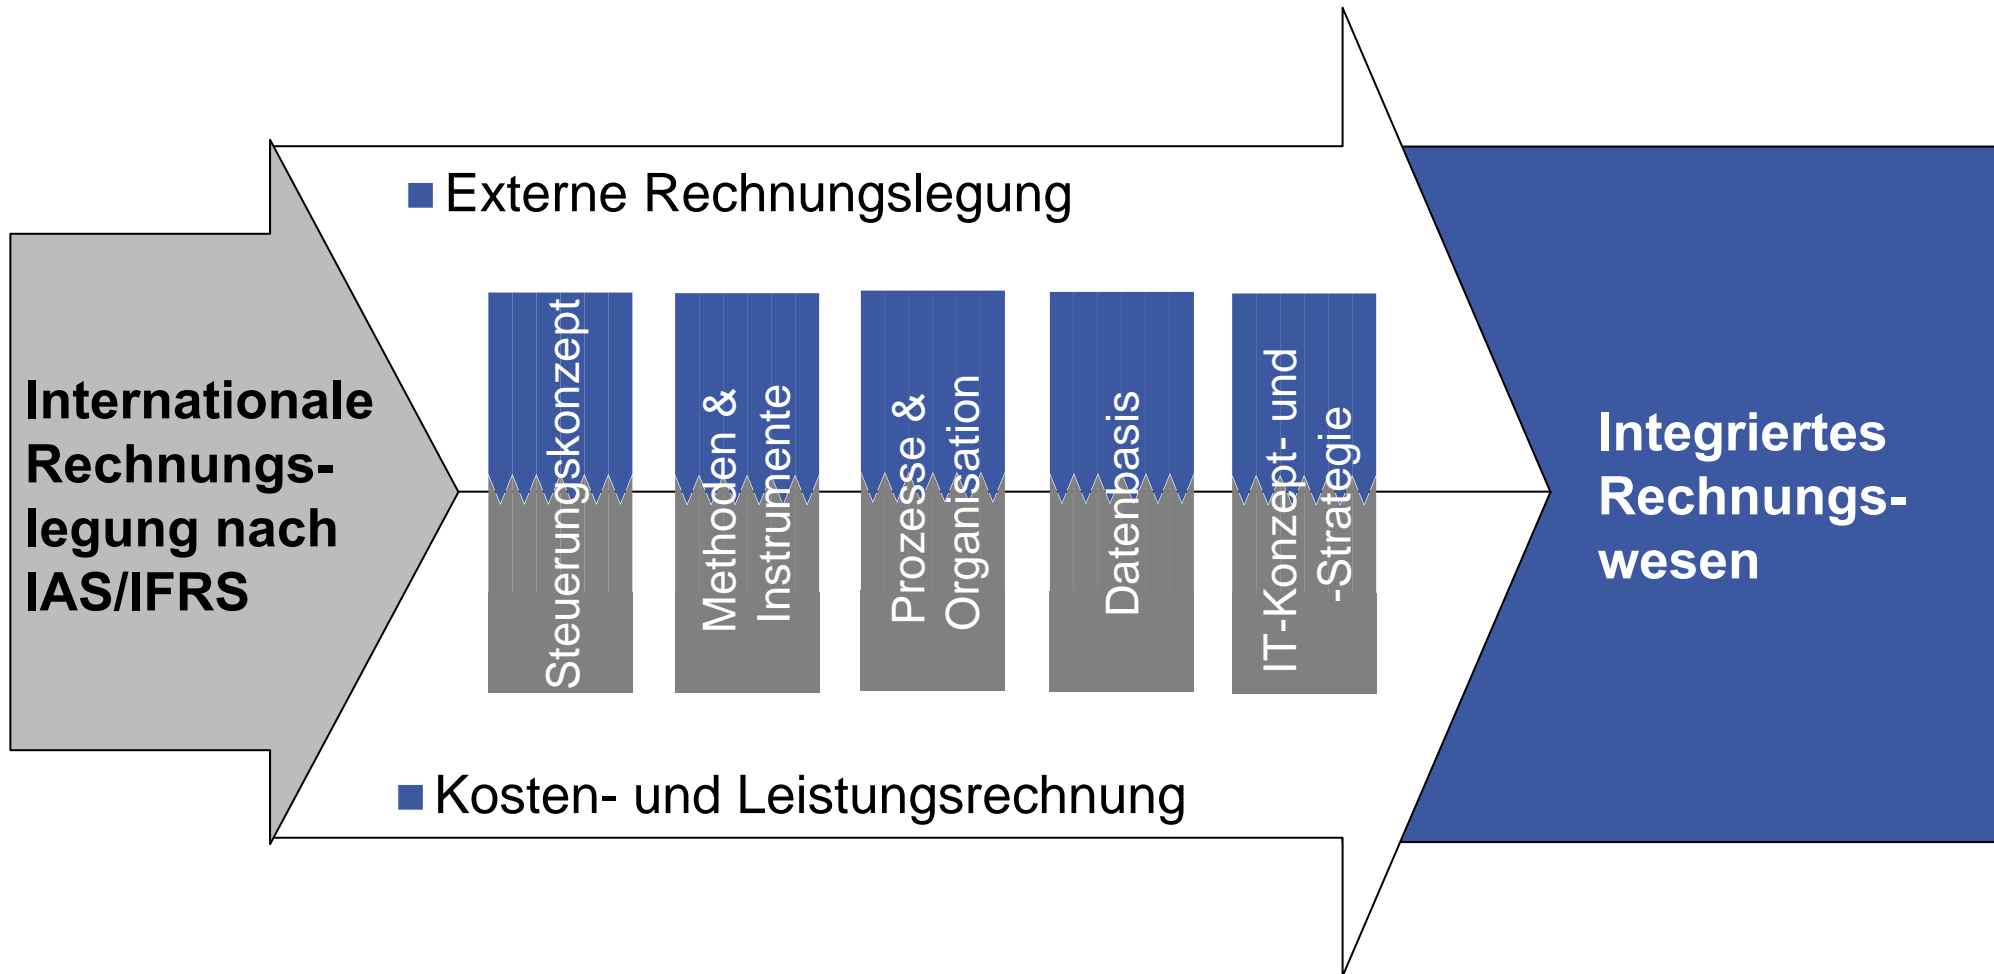 Internationale
Rechnungs-
legung nach
IAS/IFRS
Externe Rechnungslegung
Steuerungskonzept
Methoden &
Instrumente
Prozesse &
Organisation
Datenbasis
IT-Konzept- und
-Strategie
Kosten- und Leistungsrechnung
Integriertes
Rechnungs-
wesen